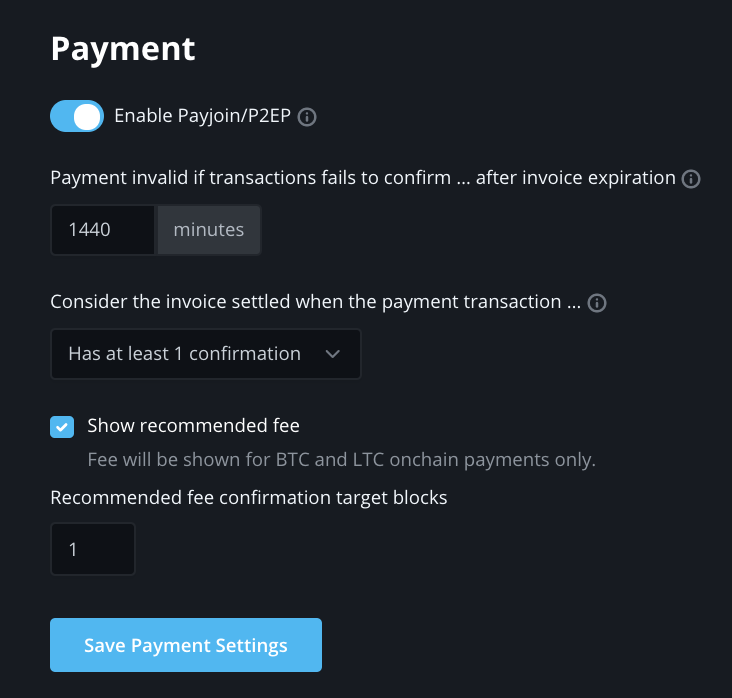 Payment
Enable Payjoin/P2EP
Payment invalid if transactions fails to confirm ... after invoice expiration
1440 minutes
Consider the invoice settled when the payment transaction ...
Has at least 1 confirmation
Show recommended fee
Fee will be shown for BTC and LTC onchain payments only.
Recommended fee confirmation target blocks
1
Save Payment Settings